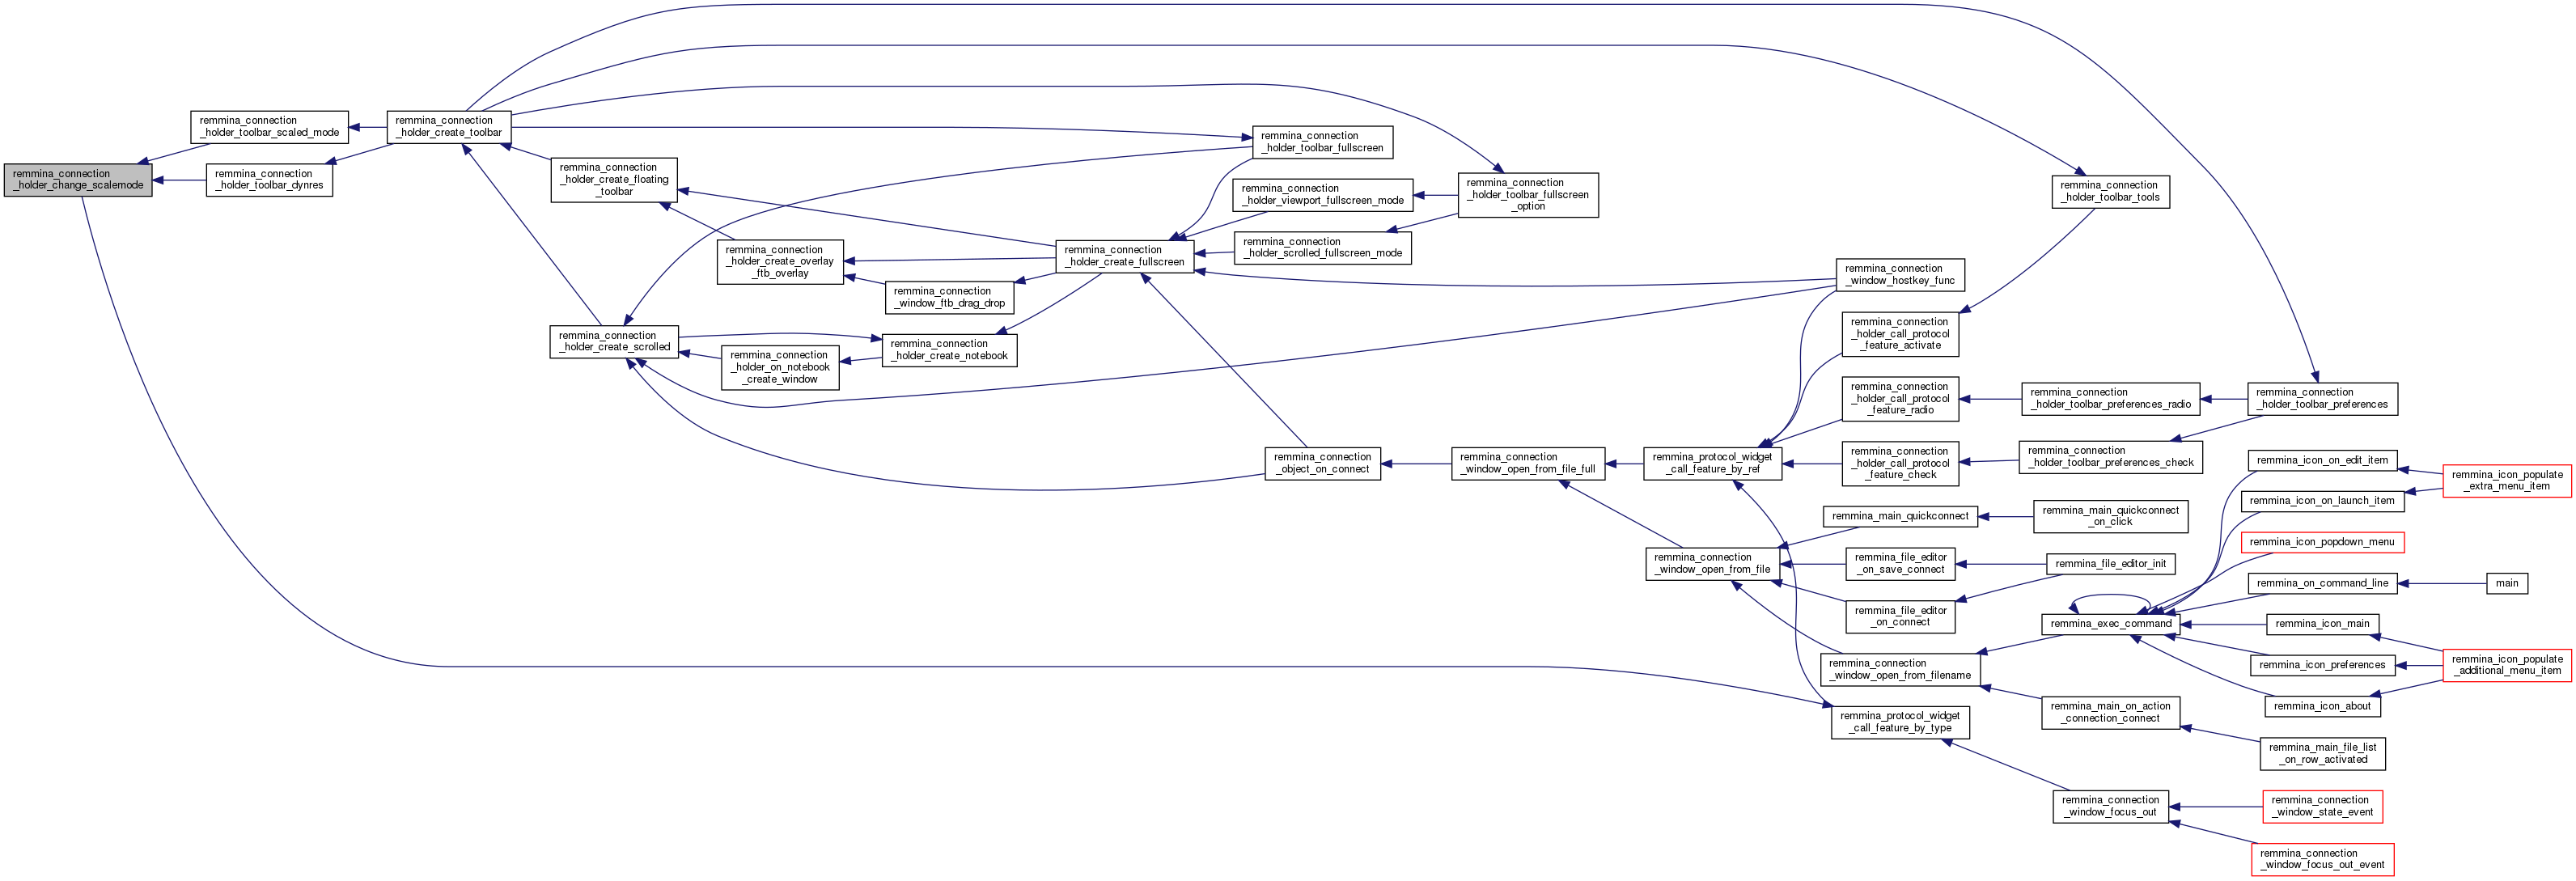 remmina_connection
_holder_change_scalemode
remmina_connection
_holder_toolbar_scaled_mode
remmina_connection
_holder_toolbar_dynres
remmina_connection
_holder_create_toolbar
remmina_connection
_holder_create_floating
_toolbar
remmina_connection
_holder_create_scrolled
remmina_connection
_holder_create_overlay
_ftb_overlay
remmina_connection
_holder_on_notebook
_create_window
remmina_connection
_window_ftb_drag_drop
remmina_connection
_holder_create_notebook
remmina_connection
_holder_create_fullscreen
remmina_connection
_holder_toolbar_fullscreen
remmina_connection
_holder_viewport_fullscreen_mode
remmina_connection
_holder_scrolled_fullscreen_mode
remmina_connection
_object_on_connect
remmina_connection
_holder_toolbar_fullscreen
_option
remmina_connection
_window_open_from_file_full
remmina_protocol_widget
_call_feature_by_ref
remmina_connection
_window_open_from_file
remmina_connection
_window_hostkey_func
remmina_connection
_holder_call_protocol
_feature_activate
remmina_connection
_holder_call_protocol
_feature_radio
remmina_connection
_holder_call_protocol
_feature_check
remmina_main_quickconnect
remmina_file_editor
_on_save_connect
remmina_file_editor
_on_connect
remmina_connection
_window_open_from_filename
remmina_protocol_widget
_call_feature_by_type
remmina_connection
_holder_toolbar_tools
remmina_connection
_holder_toolbar_preferences_radio
remmina_connection
_holder_toolbar_preferences_check
remmina_main_quickconnect
_on_click
remmina_file_editor_init
remmina_exec_command
remmina_main_on_action
_connection_connect
remmina_connection
_window_focus_out
remmina_connection
_holder_toolbar_preferences
remmina_icon_on_edit_item
remmina_icon_on_launch_item
remmina_icon_popdown_menu
remmina_on_command_line
remmina_icon_main
remmina_icon_preferences
remmina_icon_about
remmina_main_file_list
_on_row_activated
remmina_connection
_window_state_event
remmina_connection
_window_focus_out_event
remmina_icon_populate
_extra_menu_item
main
remmina_icon_populate
_additional_menu_item